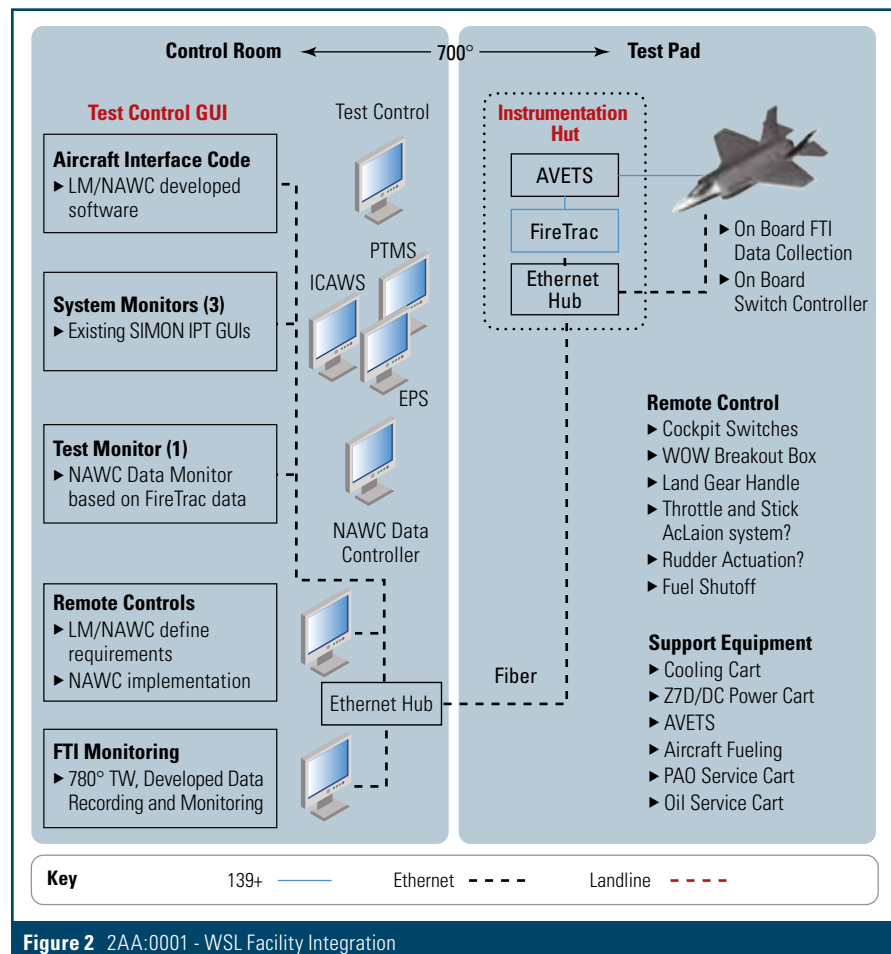 Control Room
700°
Test Pad
Test Control GUI
Test Control
Aircraft Interface Code
▸ LM/NAWC developed
software
PTMS
ICAWS
System Monitors (3)
▸ Existing SIMON IPT GUIs
EPS
Test Monitor (1)
▸ NAWC Data Monitor
based on FireTrac data
NAWC Data
Controller
Remote Controls
▸ LM/NAWC define
requirements
▸ NAWC implementation
Ethernet Hub
FTI Monitoring
▸ 780° TW, Developed Data
Recording and Monitoring
Fiber
Instrumentation
Hut
AVETS
FireTrac
Ethernet
Hub
▸ On Board FTI
Data Collection
▸ On Board
Switch Controller
Remote Control
▸ Cockpit Switches
▸ WOW Breakout Box
▸ Land Gear Handle
▸ Throttle and Stick
AcLaion system?
▸ Rudder Actuation?
▸ Fuel Shutoff
Support Equipment
▸ Cooling Cart
▸ Z7D/DC Power Cart
▸ AVETS
▸ Aircraft Fueling
▸ PAO Service Cart
▸ Oil Service Cart
Key
139+
Ethernet
Landline
Figure 2 2AA:0001 - WSL Facility Integration